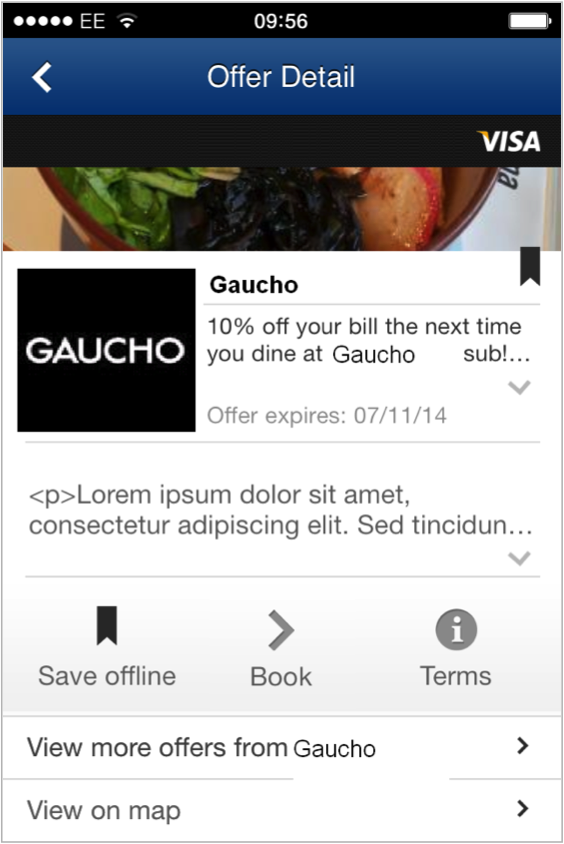 EE 09:56
Offer Detail
VISA
Gaucho
GAUCHO
10% off your bill the next time
you dine at Gaucho sub!...
Offer expires: 07/11/14
<p>Lorem ipsum dolor sit amet,
consectetur adipiscing elit. Sed tincidun...
Save offline Book Terms
View more offers from Gaucho
View on map